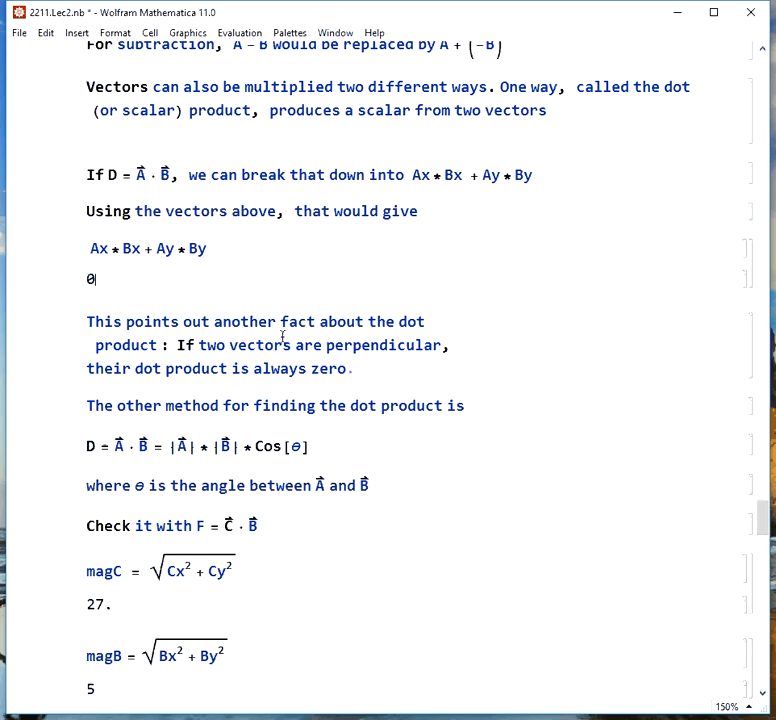 2211.Lec2.nb * - Wolfram Mathematica 11.0
File Edit Insert Format Cell Graphics Evaluation Palettes Window Help
For subtraction, A - B would be replaced by A + (-B)
Vectors can also be multiplied two different ways. One way, called the dot
(or scalar) product, produces a scalar from two vectors
If D = A⃗ · B⃗, we can break that down into Ax * Bx + Ay * By
Using the vectors above, that would give
Ax * Bx + Ay * By
0
This points out another fact about the dot
product : If two vectors are perpendicular,
their dot product is always zero.
The other method for finding the dot product is
D = A⃗ · B⃗ = |A⃗| * |B⃗| * Cos[θ]
where θ is the angle between A⃗ and B⃗
Check it with F = C⃗ · B⃗
magC = √(Cx² + Cy²)
27.
magB = √(Bx² + By²)
5
150%